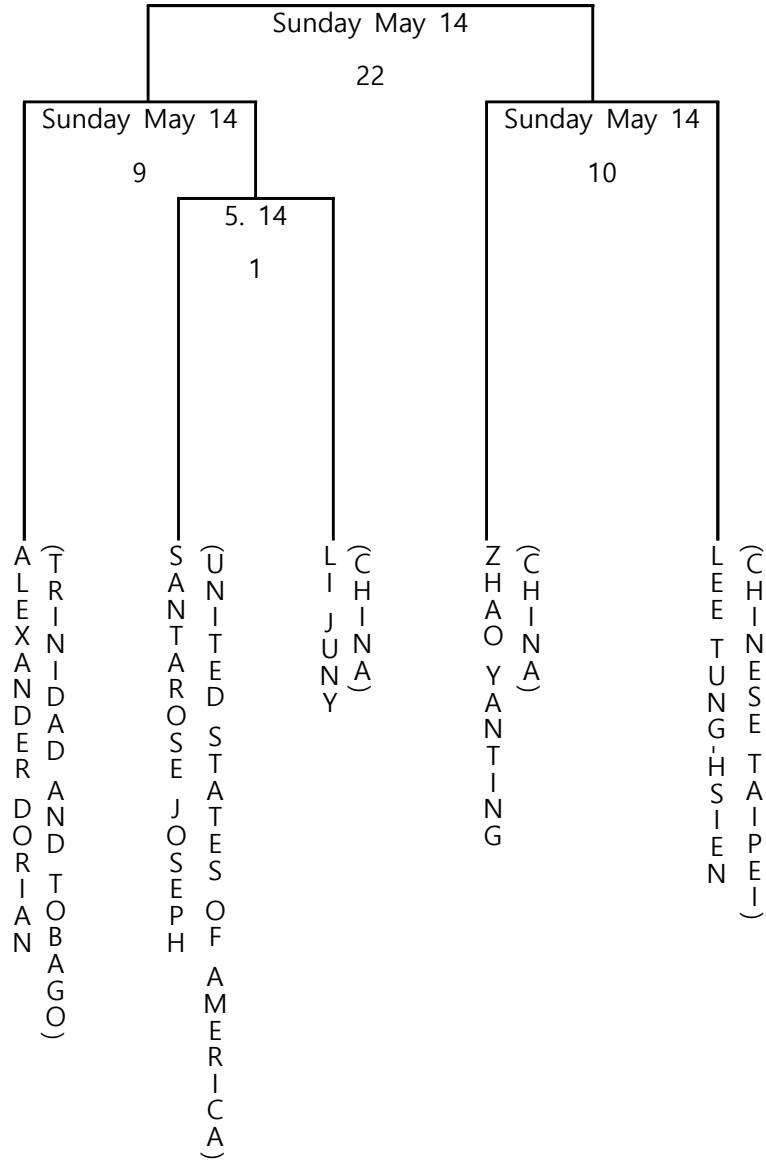 Sunday May 14
22
Sunday May 14
9
Sunday May 14
10
5. 14
1
ALEXANDER DORIAN
(TRINIDAD AND TOBAGO)
SANTAROSE JOSEPH
(UNITED STATES OF AMERICA)
LI JUNY
(CHINA)
ZHAO YANTING
(CHINA)
LEE TUNG-HSIEN
(CHINESE TAIPEI)